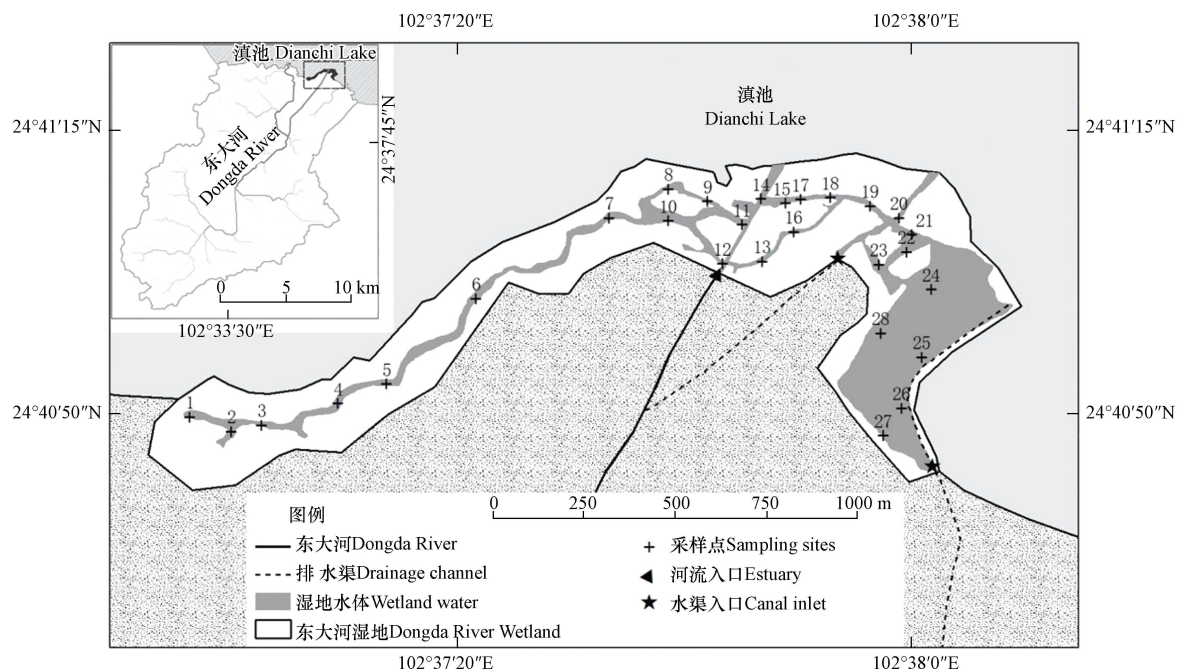 102°37′20″E
102°38′0″E
滇池 Dianchi Lake
东大河
Dongda River
24°37′45″N
0 5 10 km
102°33′30″E
24°41′15″N
24°41′15″N
滇池
Dianchi Lake
8
9
14
15
17
18
19
20
7
10
11
16
21
12
13
23
22
24
6
28
25
5
4
26
24°40′50″N
24°40′50″N
1
2
3
27
图例
0 250 500 750 1000 m
东大河Dongda River
采样点Sampling sites
排 水渠Drainage channel
河流入口Estuary
湿地水体Wetland water
水渠入口Canal inlet
东大河湿地Dongda River Wetland
102°37′20″E
102°38′0″E